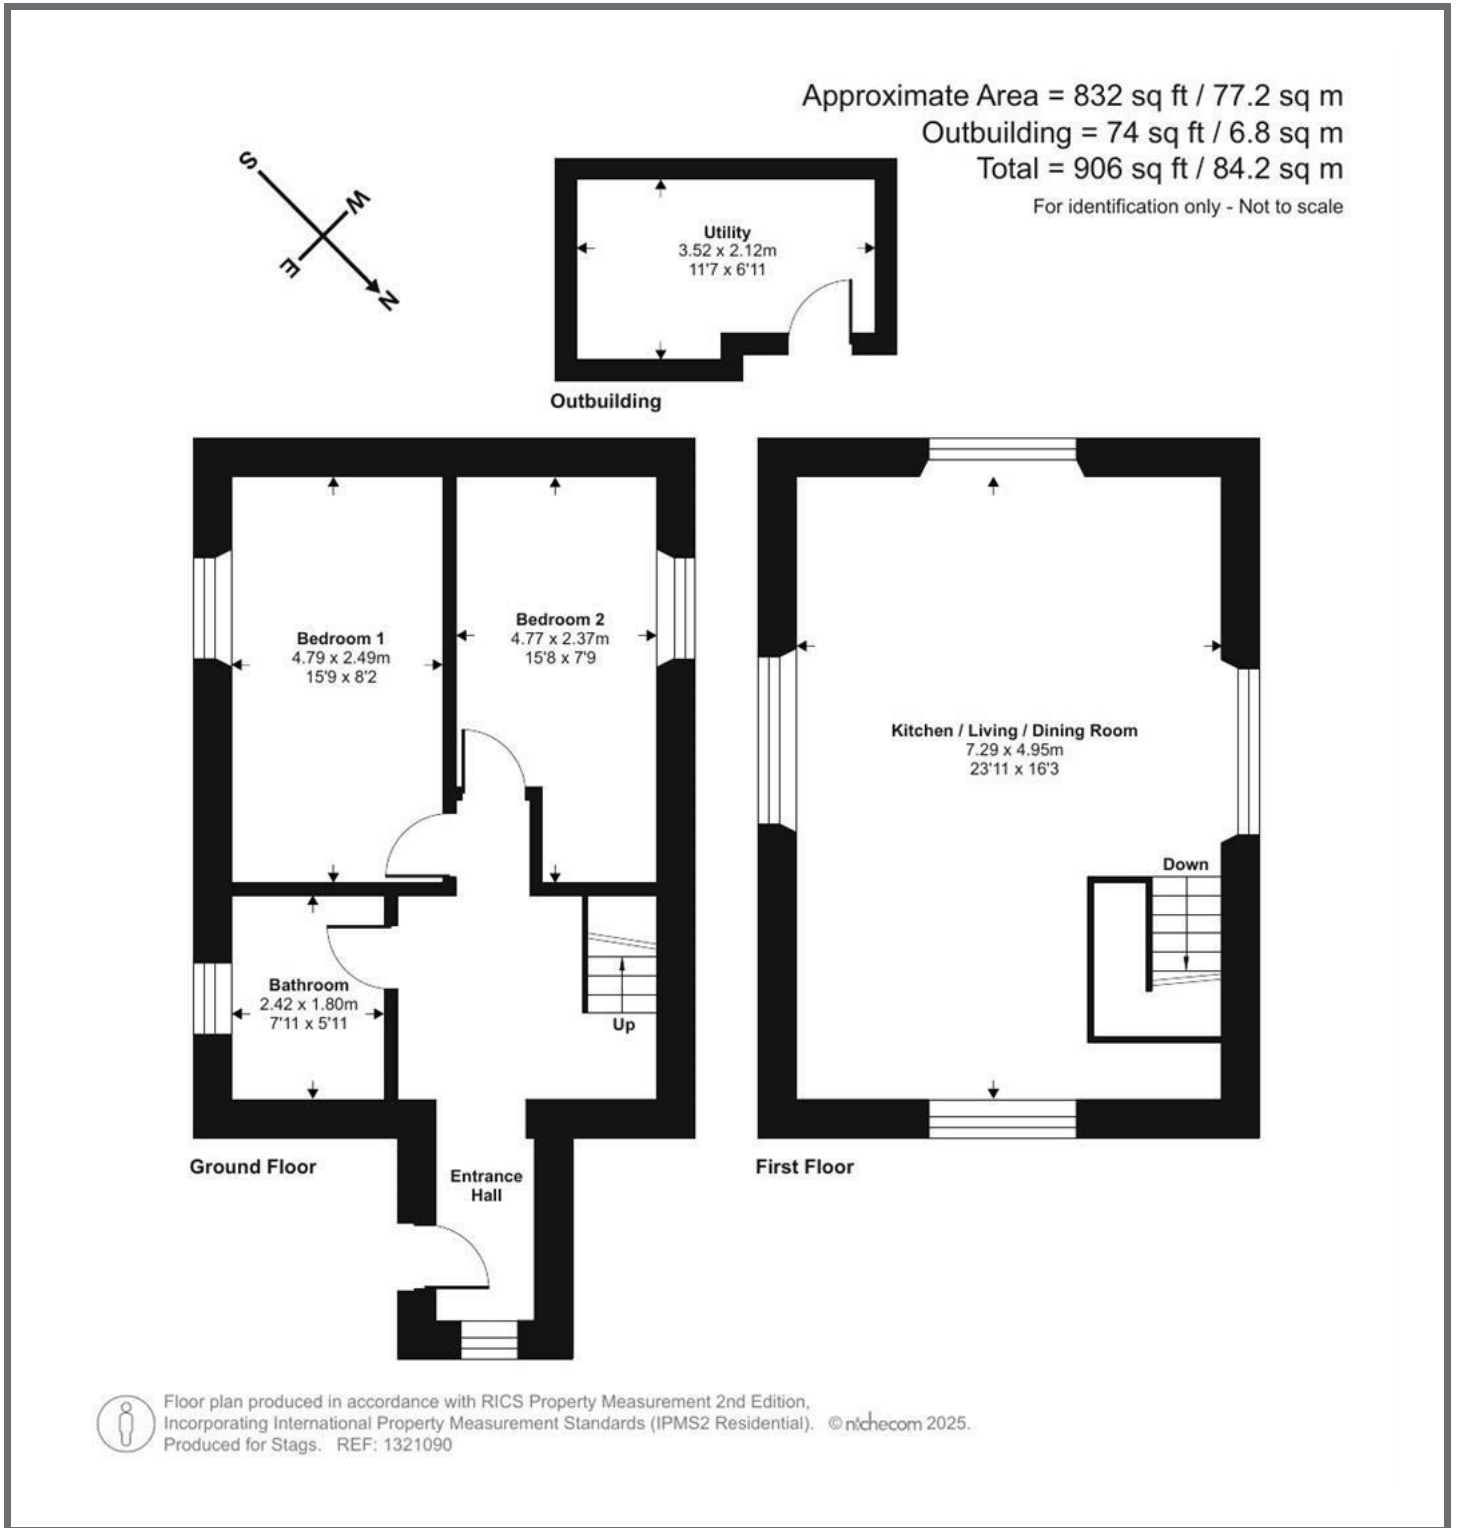 Approximate Area = 832 sq ft / 77.2 sq m
Outbuilding = 74 sq ft / 6.8 sq m
Total = 906 sq ft / 84.2 sq m
For identification only - Not to scale
S
W
E
N
Utility
3.52 x 2.12m
11'7 x 6'11
Outbuilding
Bedroom 1
4.79 x 2.49m
15'9 x 8'2
Bedroom 2
4.77 x 2.37m
15'8 x 7'9
Kitchen / Living / Dining Room
7.29 x 4.95m
23'11 x 16'3
Down
Bathroom
2.42 x 1.80m
7'11 x 5'11
Up
Ground Floor
First Floor
Entrance
Hall
Floor plan produced in accordance with RICS Property Measurement 2nd Edition,
Incorporating International Property Measurement Standards (IPMS2 Residential). © nichecom 2025.
Produced for Stags. REF: 1321090